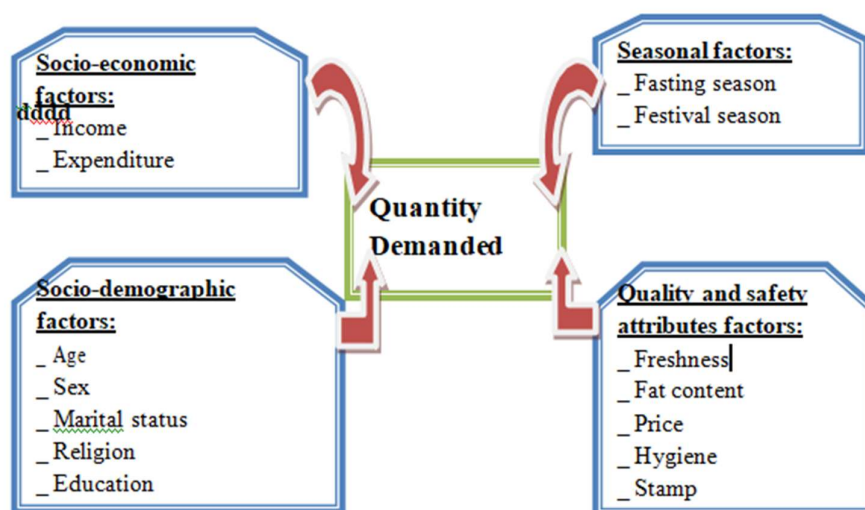 Socio-economic
factors:
dddd
_ Income
_ Expenditure
Seasonal factors:
_ Fasting season
_ Festival season
Quantity
Demanded
Socio-demographic
factors:
_ Age
_ Sex
_ Marital status
_ Religion
_ Education
Quality and safety
attributes factors:
_ Freshness
_ Fat content
_ Price
_ Hygiene
_ Stamp